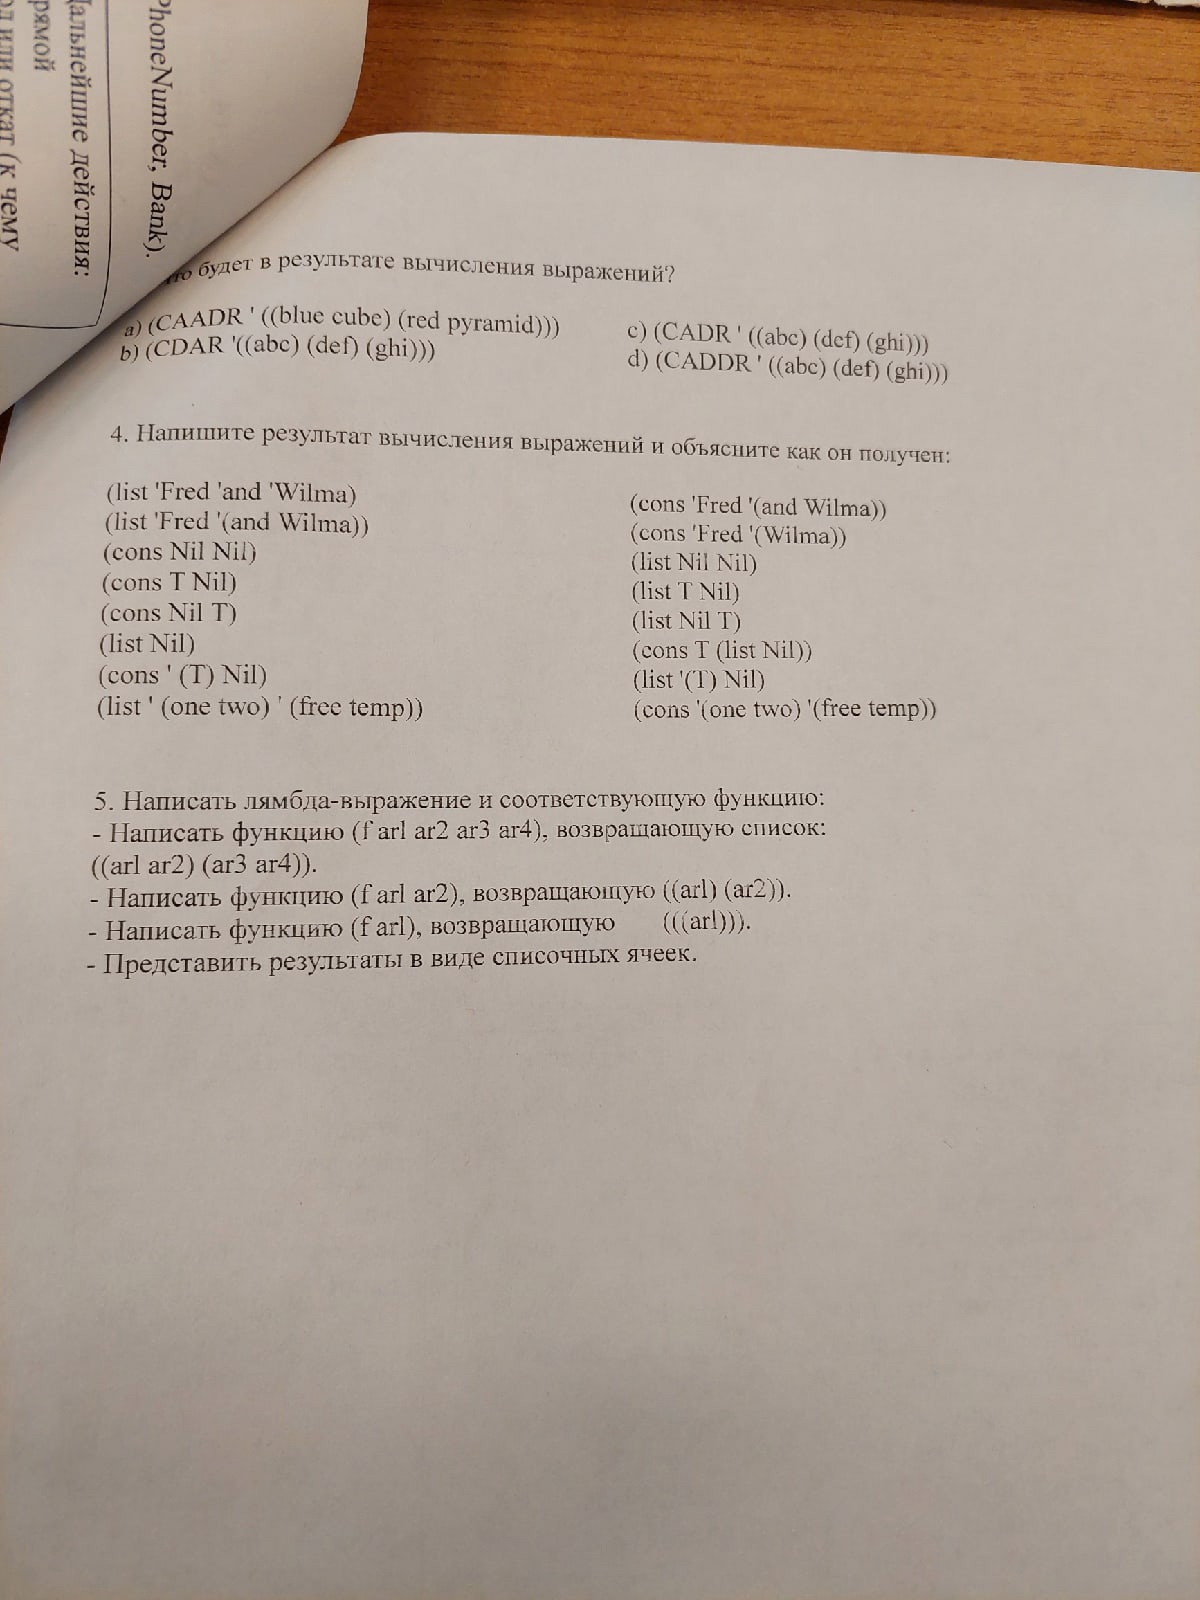 PhoneNumber, Bank).
Дальнейшие действия:
или откат (к чему
будет в результате вычисления выражений?
a) (CAADR ' ((blue cube) (red pyramid)))
b) (CDAR '((abc) (def) (ghi)))
c) (CADR ' ((abc) (def) (ghi)))
d) (CADDR ' ((abc) (def) (ghi)))
4. Напишите результат вычисления выражений и объясните как он получен:
(list 'Fred 'and 'Wilma)
(list 'Fred '(and Wilma))
(cons Nil Nil)
(cons T Nil)
(cons Nil T)
(list Nil)
(cons ' (T) Nil)
(list ' (one two) ' (free temp))
(cons 'Fred '(and Wilma))
(cons 'Fred '(Wilma))
(list Nil Nil)
(list T Nil)
(list Nil T)
(cons T (list Nil))
(list '(T) Nil)
(cons '(one two) '(free temp))
5. Написать лямбда-выражение и соответствующую функцию:
- Написать функцию (f arl ar2 ar3 ar4), возвращающую список:
((arl ar2) (ar3 ar4)).
- Написать функцию (f arl ar2), возвращающую ((arl) (ar2)).
- Написать функцию (f arl), возвращающую (((arl))).
- Представить результаты в виде списочных ячеек.